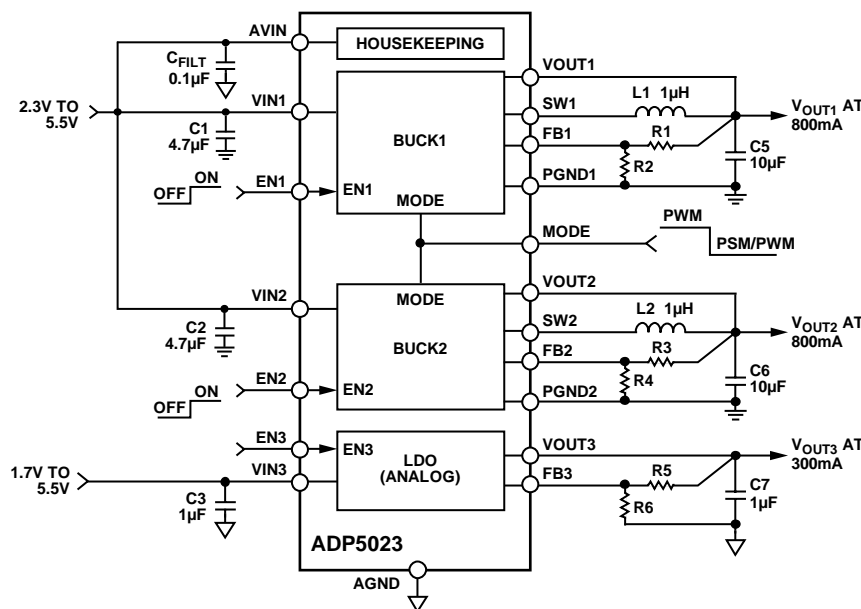 AVIN
HOUSEKEEPING
CFILT
0.1µF
VOUT1
2.3V TO
5.5V
VIN1
C1
4.7µF
BUCK1
SW1
L1 1µH
VOUT1 AT
800mA
FB1
R1
R2
C5
10µF
OFF
ON
EN1
EN1
MODE
PGND1
MODE
PWM
PSM/PWM
VIN2
MODE
VOUT2
C2
4.7µF
BUCK2
SW2
L2 1µH
VOUT2 AT
800mA
FB2
R3
R4
C6
10µF
OFF
ON
EN2
EN2
PGND2
EN3
EN3
LDO
(ANALOG)
VOUT3
VOUT3 AT
300mA
1.7V TO
5.5V
VIN3
C3
1µF
FB3
R5
R6
C7
1µF
ADP5023
AGND